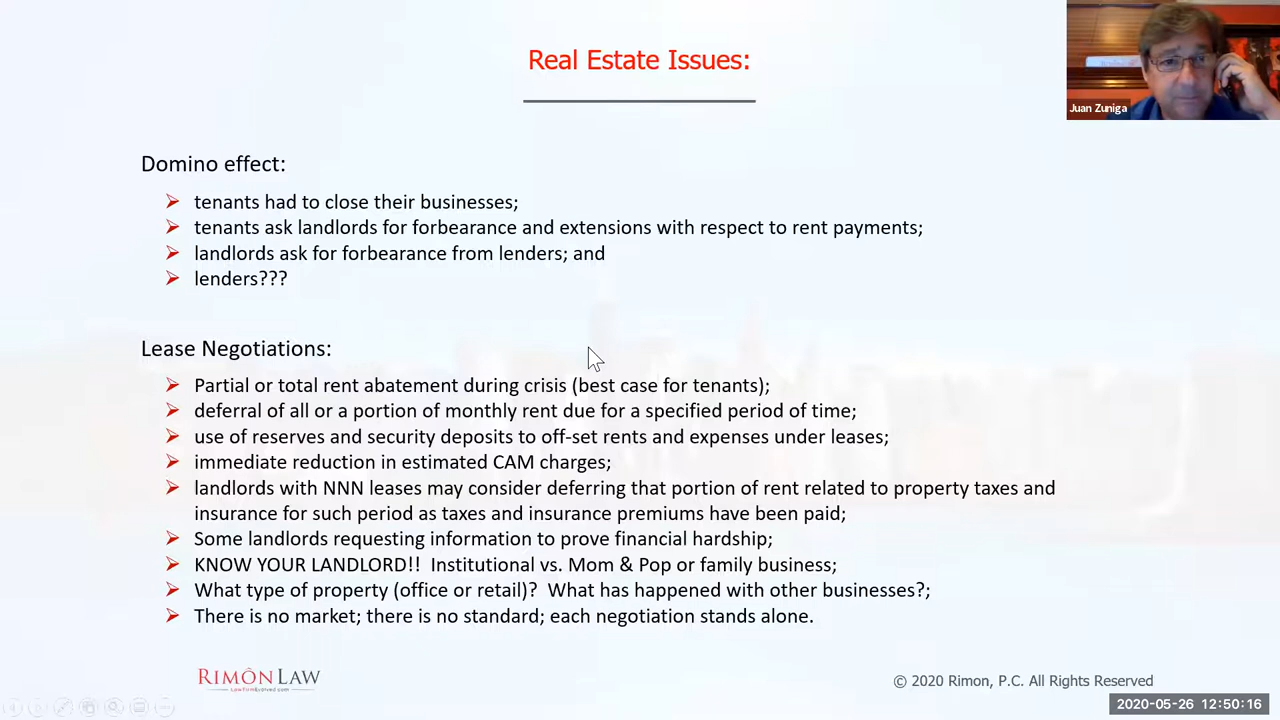 Real Estate Issues:
Juan Zuniga
Domino effect:
tenants had to close their businesses;
tenants ask landlords for forbearance and extensions with respect to rent payments;
landlords ask for forbearance from lenders; and
lenders???
Lease Negotiations:
Partial or total rent abatement during crisis (best case for tenants);
deferral of all or a portion of monthly rent due for a specified period of time;
use of reserves and security deposits to off-set rents and expenses under leases;
immediate reduction in estimated CAM charges;
landlords with NNN leases may consider deferring that portion of rent related to property taxes and
insurance for such period as taxes and insurance premiums have been paid;
Some landlords requesting information to prove financial hardship;
KNOW YOUR LANDLORD!!  Institutional vs. Mom & Pop or family business;
What type of property (office or retail)?  What has happened with other businesses?;
There is no market; there is no standard; each negotiation stands alone.
RIMÔN LAW
LawFirmEvolved.com
© 2020 Rimon, P.C. All Rights Reserved
2020-05-26 12:50:16